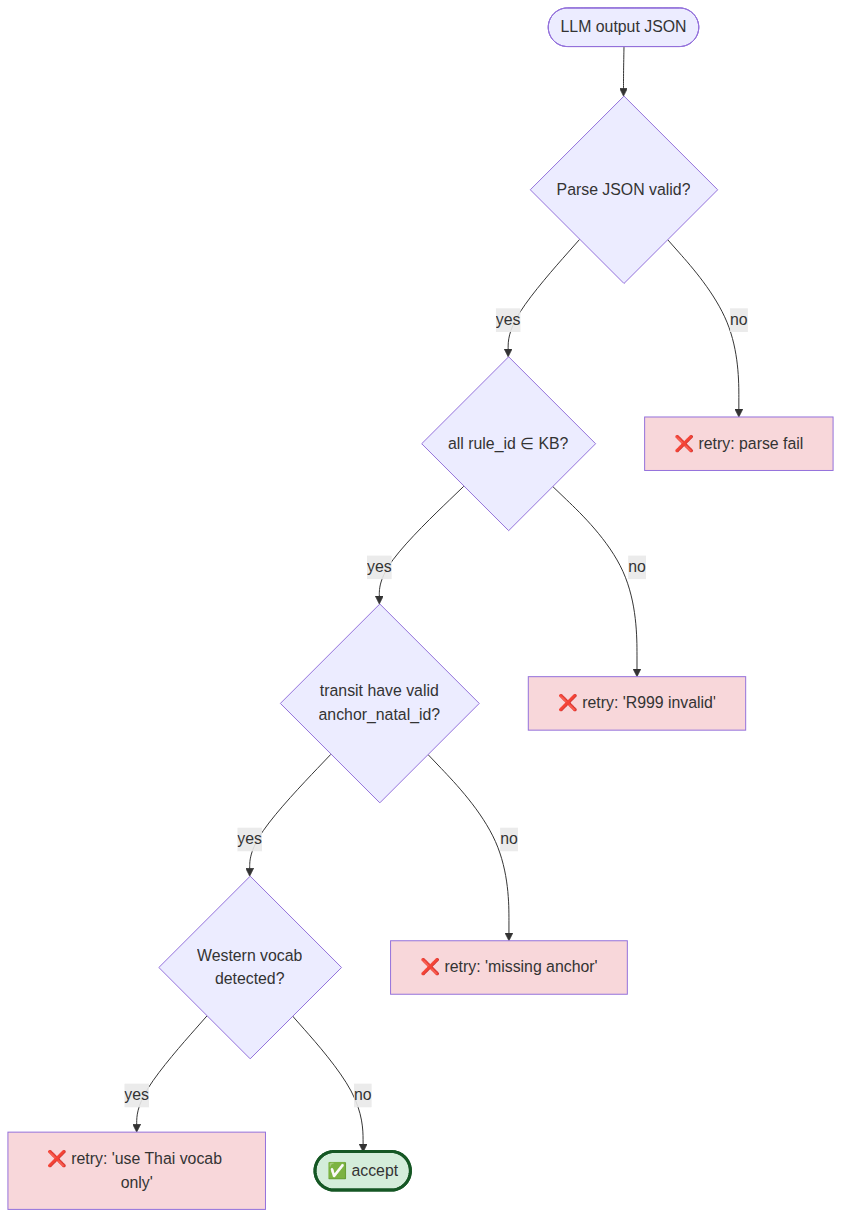 LLM output JSON
Parse JSON valid?
yes
no
all rule_id ∈ KB?
❌ retry: parse fail
yes
no
transit have valid
anchor_natal_id?
❌ retry: 'R999 invalid'
yes
no
Western vocab
detected?
❌ retry: 'missing anchor'
yes
no
❌ retry: 'use Thai vocab
only'
✅ accept